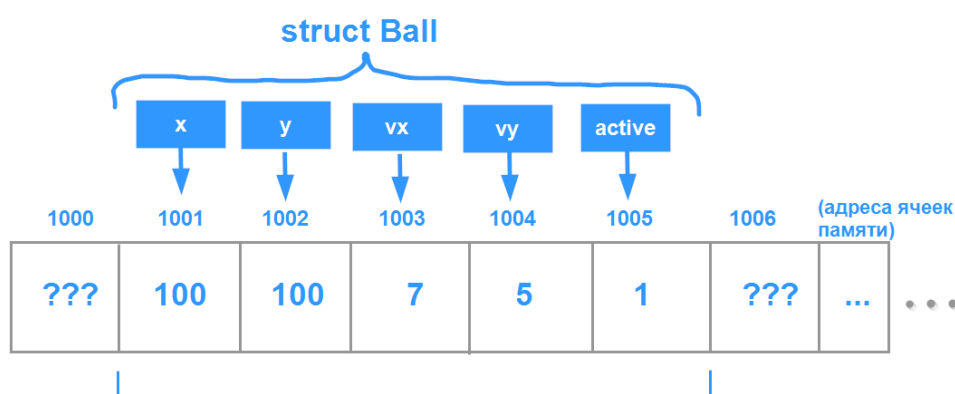 struct Ball
x y vx vy active
1000 1001 1002 1003 1004 1005 1006 (адреса ячеек
памяти)
??? 100 100 7 5 1 ??? ...